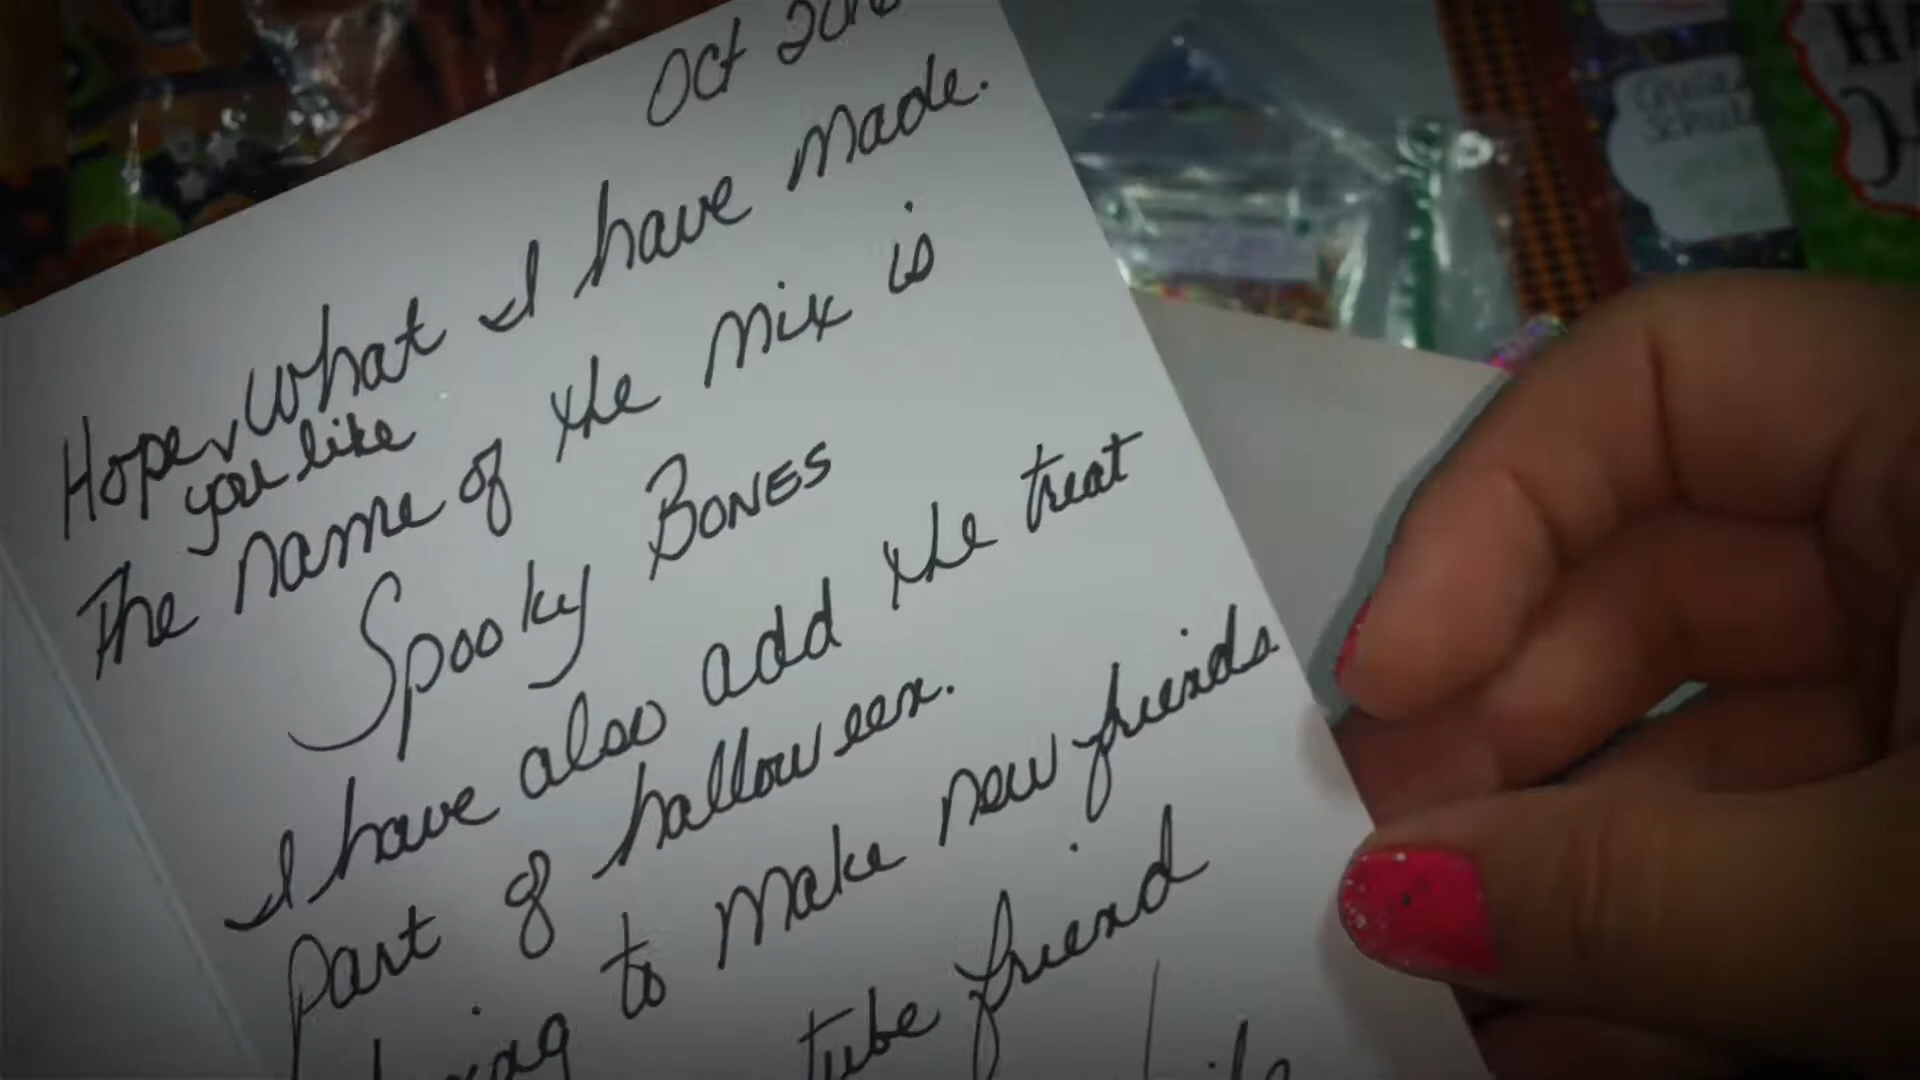 Oct
Hope you like what I have made.
The name of the mix is
Spooky BONES
I have also add the treat
part of halloween.
to make new friends
tube friend